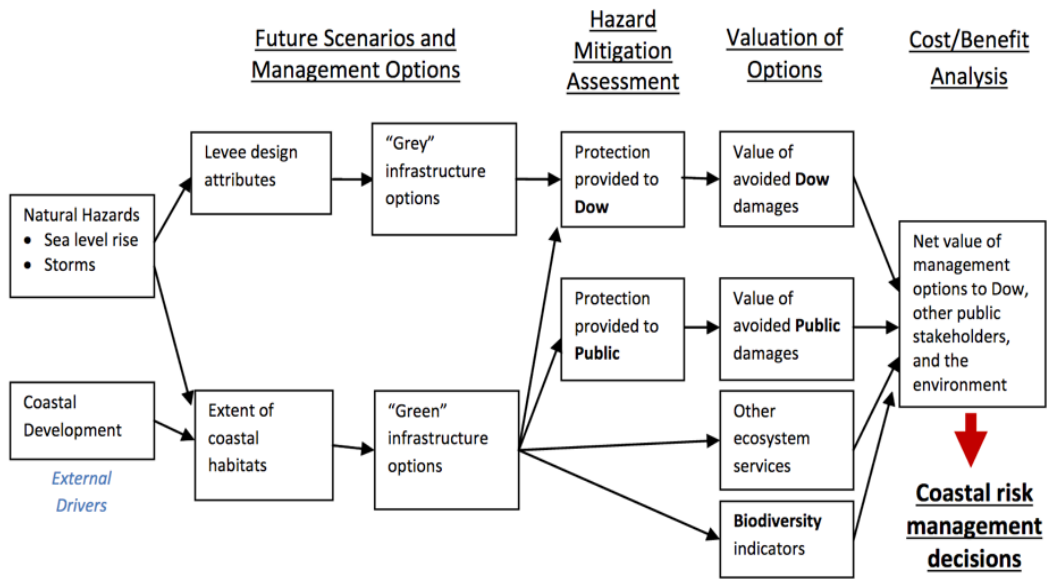 Future Scenarios and
Management Options
Hazard
Mitigation
Assessment
Valuation of
Options
Cost/Benefit
Analysis
Natural Hazards
• Sea level rise
• Storms
Coastal
Development
External
Drivers
Levee design
attributes
"Grey"
infrastructure
options
Extent of
coastal
habitats
"Green"
infrastructure
options
Protection
provided to
Dow
Protection
provided to
Public
Value of
avoided Dow
damages
Value of
avoided Public
damages
Other
ecosystem
services
Biodiversity
indicators
Net value of
management
options to Dow,
other public
stakeholders,
and the
environment
Coastal risk
management
decisions